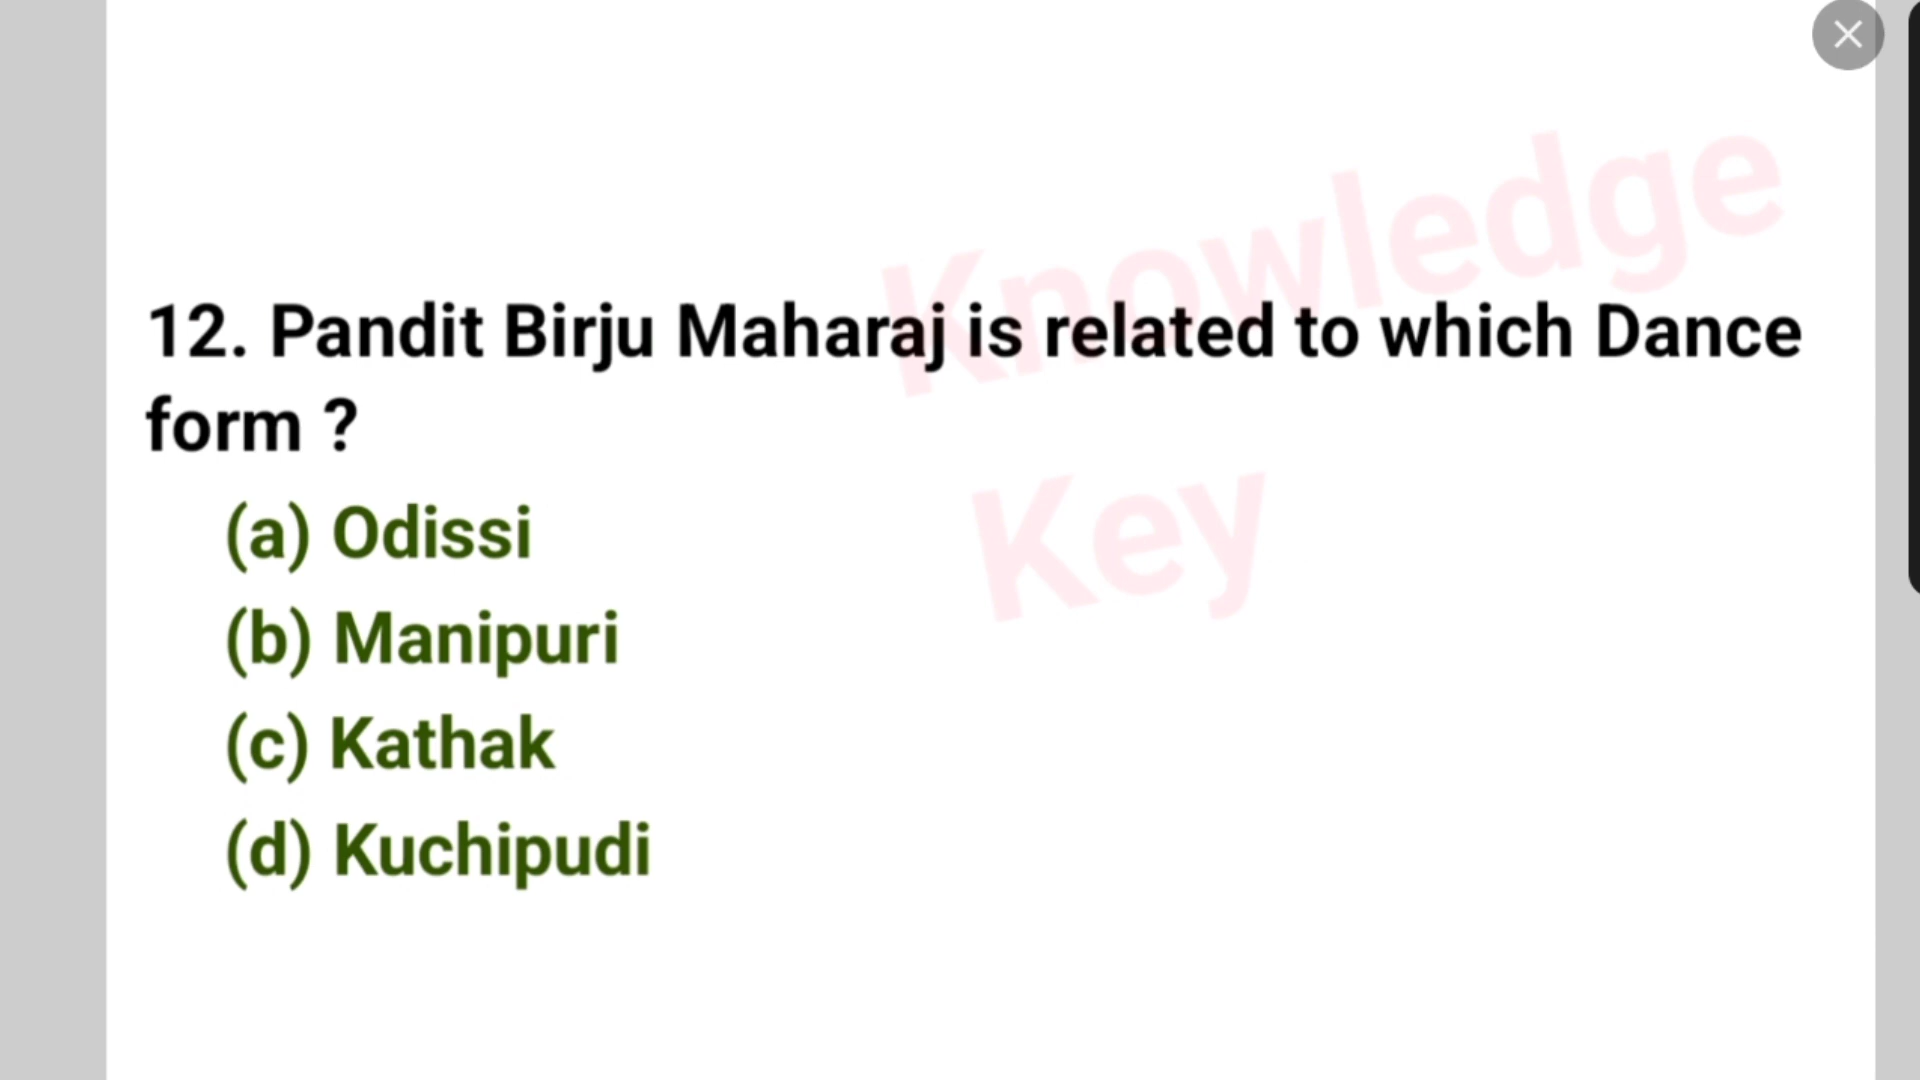 Knowledge
12. Pandit Birju Maharaj is related to which Dance
form ?
Key
(a) Odissi
(b) Manipuri
(c) Kathak
(d) Kuchipudi